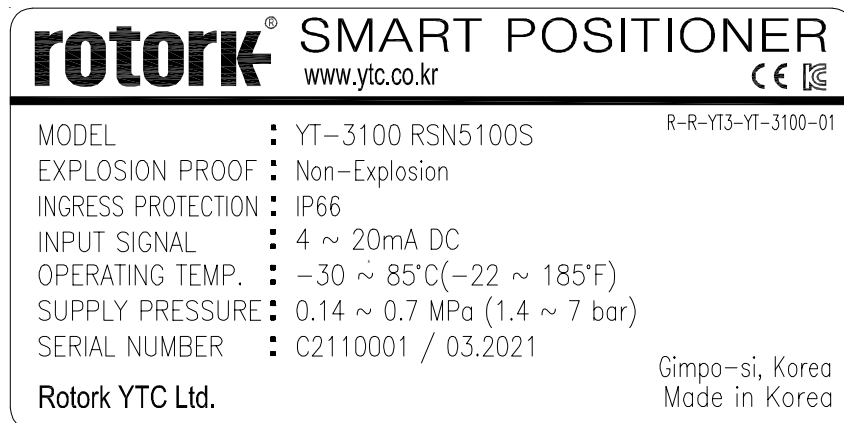 rotork® SMART POSITIONER
www.ytc.co.kr
CE KC
R-R-YT3-YT-3100-01
MODEL : YT-3100 RSN5100S
EXPLOSION PROOF : Non-Explosion
INGRESS PROTECTION : IP66
INPUT SIGNAL : 4 ~ 20mA DC
OPERATING TEMP. : -30 ~ 85°C(-22 ~ 185°F)
SUPPLY PRESSURE : 0.14 ~ 0.7 MPa (1.4 ~ 7 bar)
SERIAL NUMBER : C2110001 / 03.2021
Rotork YTC Ltd.
Gimpo-si, Korea
Made in Korea